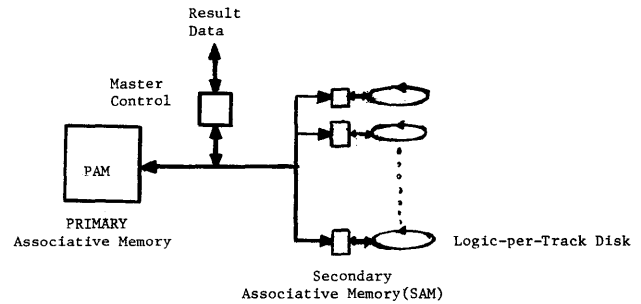 Result
Data
Master
Control
PAM
PRIMARY
Associative Memory
Logic-per-Track Disk
Secondary
Associative Memory(SAM)